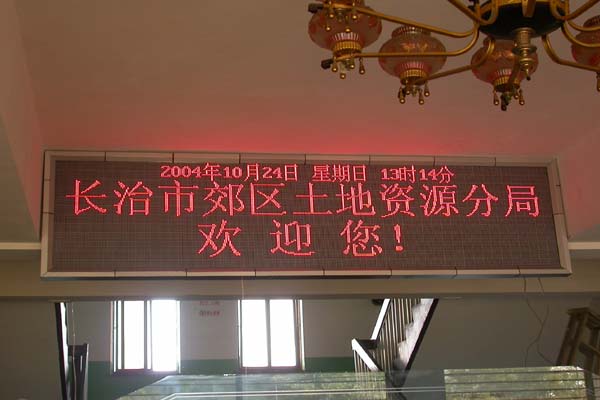 2004年10月24日 星期日 13时14分
长治市郊区土地资源分局
欢迎您!